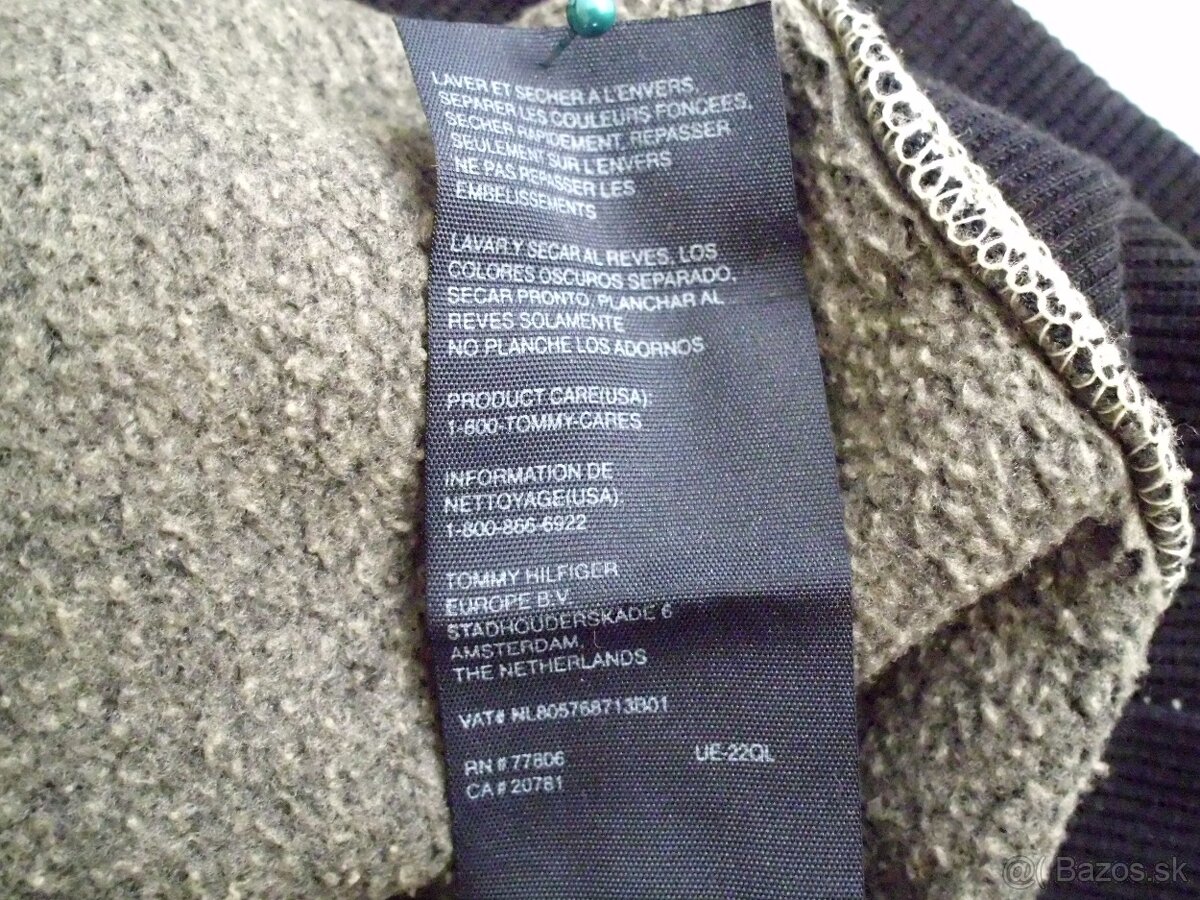 LAVER ET SECHER A L'ENVERS,
SEPARER LES COULEURS FONCEES,
SECHER RAPIDEMENT, REPASSER
SEULEMENT SUR L'ENVERS
NE PAS REPASSER LES
EMBELISSEMENTS
LAVAR Y SECAR AL REVES, LOS
COLORES OSCUROS SEPARADO,
SECAR PRONTO, PLANCHAR AL
REVES SOLAMENTE
NO PLANCHE LOS ADORNOS
PRODUCT CARE(USA):
1-800-TOMMY-CARES
INFORMATION DE
NETTOYAGE(USA)
1-800-866-6922
TOMMY HILFIGER
EUROPE B.V.
STADHOUDERSKADE 6
AMSTERDAM,
THE NETHERLANDS
VAT# NL805768713B01
RN # 77806 UE-22QL
CA # 20781
@( Bazos.sk